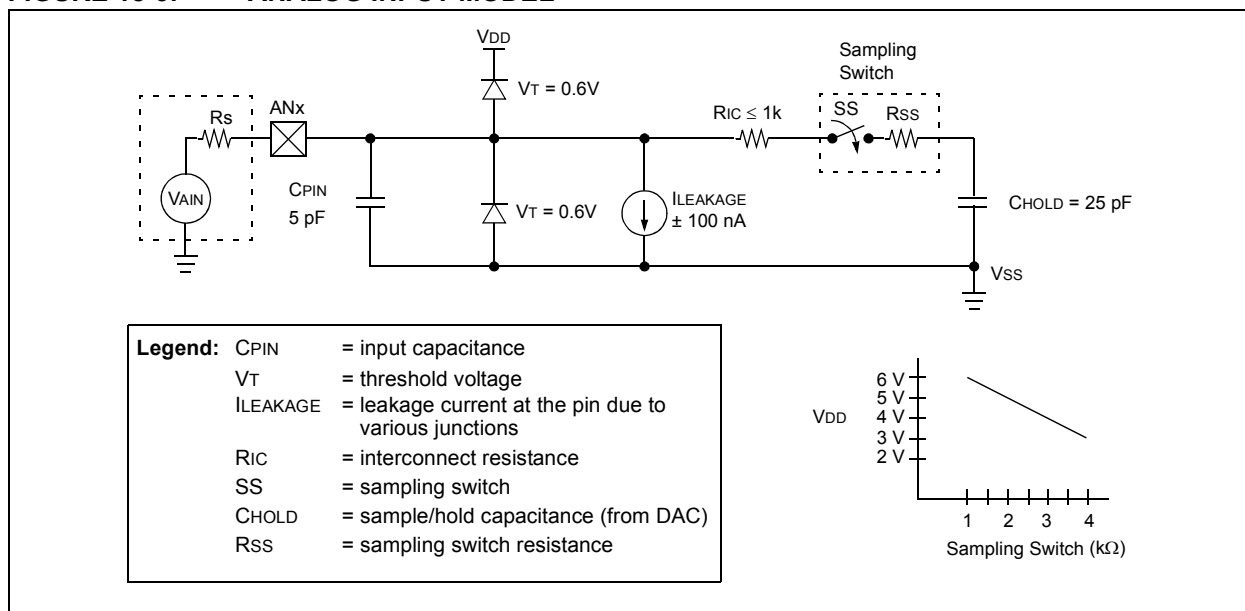 FIGURE 19-3: ANALOG INPUT MODEL
VDD
Sampling
Switch
VT = 0.6V
ANx
Rs
RIC ≤ 1k
SS
RSS
VAIN
CPIN
5 pF
VT = 0.6V
ILEAKAGE
± 100 nA
CHOLD = 25 pF
VSS
Legend: CPIN = input capacitance
VT = threshold voltage
ILEAKAGE = leakage current at the pin due to
various junctions
RIC = interconnect resistance
SS = sampling switch
CHOLD = sample/hold capacitance (from DAC)
RSS = sampling switch resistance
6 V
5 V
VDD
4 V
3 V
2 V
1 2 3 4
Sampling Switch (kΩ)